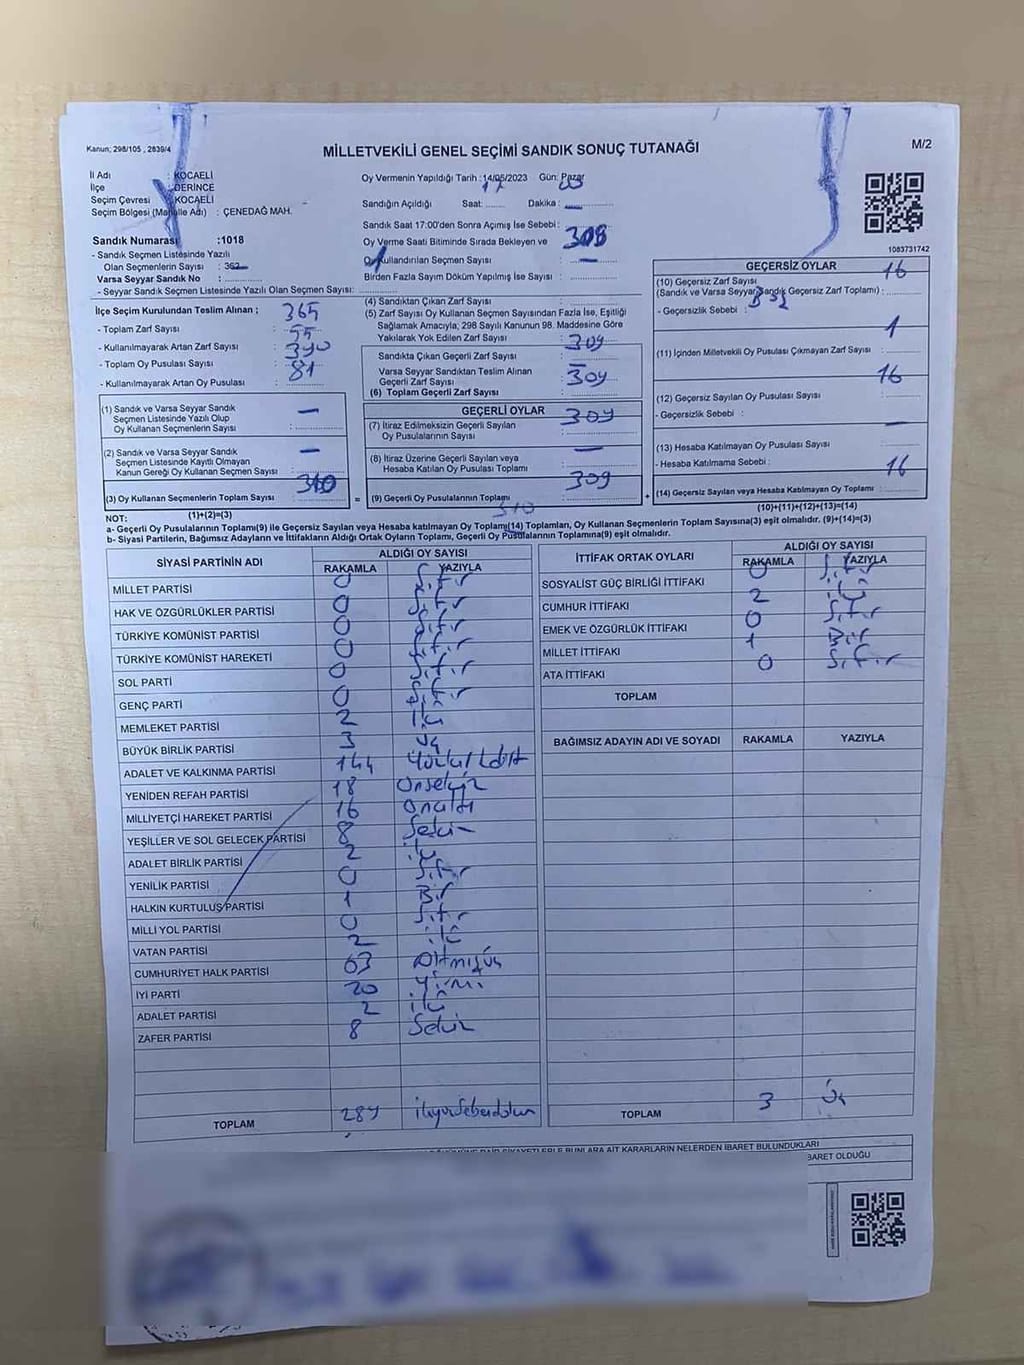 Kanun; 298/105 , 2839/4
MİLLETVEKİLİ GENEL SEÇİMİ SANDIK SONUÇ TUTANAĞI
M/2
İl Adı : KOCAELİ
İlçe : DERİNCE
Seçim Çevresi : KOCAELİ
Seçim Bölgesi (Mahalle Adı) : ÇENEDAĞ MAH.
Sandık Numarası :1018
- Sandık Seçmen Listesinde Yazılı
Olan Seçmenlerin Sayısı :
Varsa Seyyar Sandık No :
- Seyyar Sandık Seçmen Listesinde Yazılı Olan Seçmen Sayısı:
Oy Vermenin Yapıldığı Tarih :14/05/2023 Gün: Pazar
Sandığın Açıldığı Saat: 17 Dakika :
Sandık Saat 17:00'den Sonra Açımış İse Sebebi :
Oy Verme Saati Bitiminde Sırada Bekleyen ve
Oy Kullandırılan Seçmen Sayısı :
Birden Fazla Sayım Döküm Yapılmış İse Sayısı : 1
1083731742
İlçe Seçim Kurulundan Teslim Alınan ;
- Toplam Zarf Sayısı : 365
- Kullanılmayarak Artan Zarf Sayısı : 55
- Toplam Oy Pusulası Sayısı : 390
- Kullanılmayarak Artan Oy Pusulası : 81
(1) Sandık ve Varsa Seyyar Sandık
Seçmen Listesinde Yazılı Olup
Oy Kullanan Seçmenlerin Sayısı : —
(2) Sandık ve Varsa Seyyar Sandık
Seçmen Listesinde Kayıtlı Olmayan
Kanun Gereği Oy Kullanan Seçmen Sayısı : —
(3) Oy Kullanan Seçmenlerin Toplam Sayısı : 310
(1)+(2)=(3)
(4) Sandıktan Çıkan Zarf Sayısı :
(5) Zarf Sayısı Oy Kullanan Seçmen Sayısından Fazla İse, Eşitliği
Sağlamak Amacıyla, 298 Sayılı Kanunun 98. Maddesine Göre
Yakılarak Yok Edilen Zarf Sayısı :
Sandıkta Çıkan Geçerli Zarf Sayısı : 309
Varsa Seyyar Sandıktan Teslim Alınan
Geçerli Zarf Sayısı : —
(6) Toplam Geçerli Zarf Sayısı : 309
GEÇERLİ OYLAR
(7) İtiraz Edilmeksizin Geçerli Sayılan
Oy Pusulalarının Sayısı : 309
(8) İtiraz Üzerine Geçerli Sayılan veya
Hesaba Katılan Oy Pusulası Toplamı : —
= (9) Geçerli Oy Pusulalarının Toplamı : 309
GEÇERSİZ OYLAR
(10) Geçersiz Zarf Sayısı 16
(Sandık ve Varsa Seyyar Sandık Geçersiz Zarf Toplamı) :
- Geçersizlik Sebebi :
(11) İçinden Milletvekili Oy Pusulası Çıkmayan Zarf Sayısı : 1
(12) Geçersiz Sayılan Oy Pusulası Sayısı : 16
- Geçersizlik Sebebi :
(13) Hesaba Katılmayan Oy Pusulası Sayısı : —
- Hesaba Katılmama Sebebi :
+ (14) Geçersiz Sayılan veya Hesaba Katılmayan Oy Toplamı : 16
(10)+(11)+(12)+(13)=(14)
NOT:
a- Geçerli Oy Pusulalarının Toplamı(9) ile Geçersiz Sayılan veya Hesaba katılmayan Oy Toplamı(14) Toplamları, Oy Kullanan Seçmenlerin Toplam Sayısına(3) eşit olmalıdır. (9)+(14)=(3)
b- Siyasi Partilerin, Bağımsız Adayların ve İttifakların Aldığı Ortak Oyların Toplamı, Geçerli Oy Pusulalarının Toplamına(9) eşit olmalıdır.
SİYASİ PARTİNİN ADI ALDIĞI OY SAYISI
RAKAMLA YAZIYLA
MİLLET PARTİSİ 0 Sıfır
HAK VE ÖZGÜRLÜKLER PARTİSİ 0 Sıfır
TÜRKİYE KOMÜNİST PARTİSİ 0 Sıfır
TÜRKİYE KOMÜNİST HAREKETİ 0 Sıfır
SOL PARTİ 0 Sıfır
GENÇ PARTİ 0 Sıfır
MEMLEKET PARTİSİ 2 İki
BÜYÜK BİRLİK PARTİSİ 3 Üç
ADALET VE KALKINMA PARTİSİ 144
YENİDEN REFAH PARTİSİ 18 Onsekiz
MİLLİYETÇİ HAREKET PARTİSİ 16 Onaltı
YEŞİLLER VE SOL GELECEK PARTİSİ 8 Sekiz
ADALET BİRLİK PARTİSİ 2 İki
YENİLİK PARTİSİ 0 Sıfır
HALKIN KURTULUŞ PARTİSİ 1 Bir
MİLLİ YOL PARTİSİ 0 Sıfır
VATAN PARTİSİ 2 iki
CUMHURİYET HALK PARTİSİ 63 Altmışüç
İYİ PARTİ 20 Yirmi
ADALET PARTİSİ 2 iki
ZAFER PARTİSİ 8 Sekiz
TOPLAM 289
İTTİFAK ORTAK OYLARI ALDIĞI OY SAYISI
RAKAMLA YAZIYLA
SOSYALİST GÜÇ BİRLİĞİ İTTİFAKI 0 Sıfır
CUMHUR İTTİFAKI 2 İki
EMEK VE ÖZGÜRLÜK İTTİFAKI 0 Sıfır
MİLLET İTTİFAKI 1 Bir
ATA İTTİFAKI 0 Sıfır
TOPLAM
BAĞIMSIZ ADAYIN ADI VE SOYADI RAKAMLA YAZIYLA
TOPLAM 3 Üç
BUNLARA AİT KARARLARIN NELERDEN İBARET BULUNDUKLARI